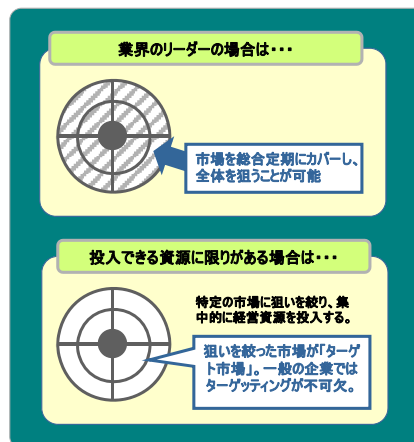 業界のリーダーの場合は・・・
市場を総合定期にカバーし、
全体を狙うことが可能
投入できる資源に限りがある場合は・・・
特定の市場に狙いを絞り、集
中的に経営資源を投入する。
狙いを絞った市場が「ターゲ
ト市場」。一般の企業では
ターゲッティングが不可欠。